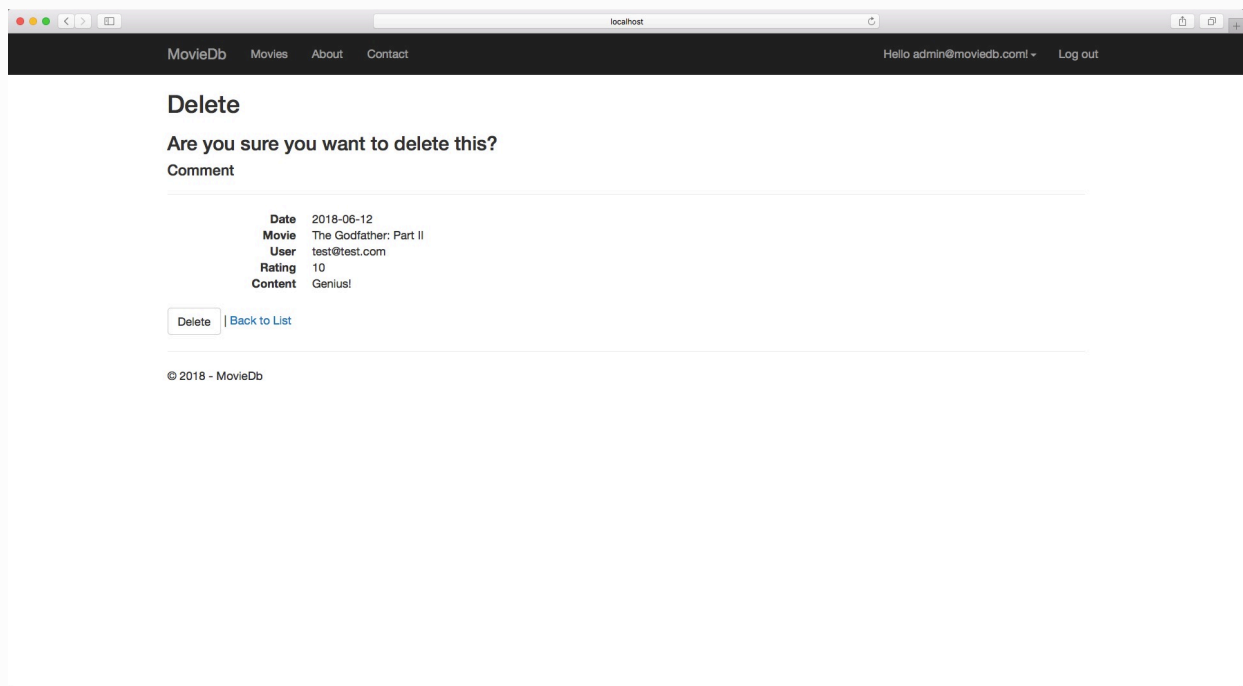 localhost
MovieDb Movies About Contact Hello admin@moviedb.com! Log out
Delete
Are you sure you want to delete this?
Comment
Date 2018-06-12
Movie The Godfather: Part II
User test@test.com
Rating 10
Content Genius!
Delete | Back to List
© 2018 - MovieDb